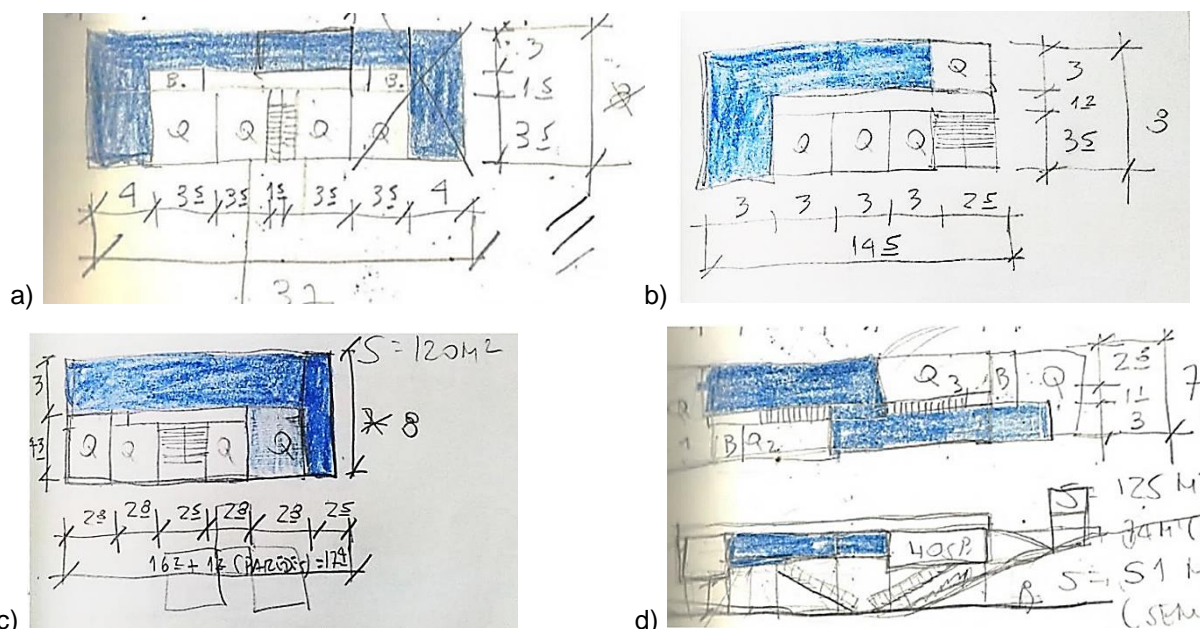 B. B.
Q Q Q Q
3
1 5
3 5
4 3 5 3 5 1 5 3 5 3 5 4
37
a)
Q
Q Q Q
3
1 2
3 5
8
3 3 3 3 2 5
14 5
b)
S = 120 M²
3
8
Q Q Q Q
2 8 2 8 2 5 2 8 2 8 2 5
16 2 + 1 2 (PAREDES) = 17 4
c)
Q 3 B Q
B Q 2
2 5
1 1
3
7
S = 125 M²
40 SP.
S = 51 M
(SEM
d)